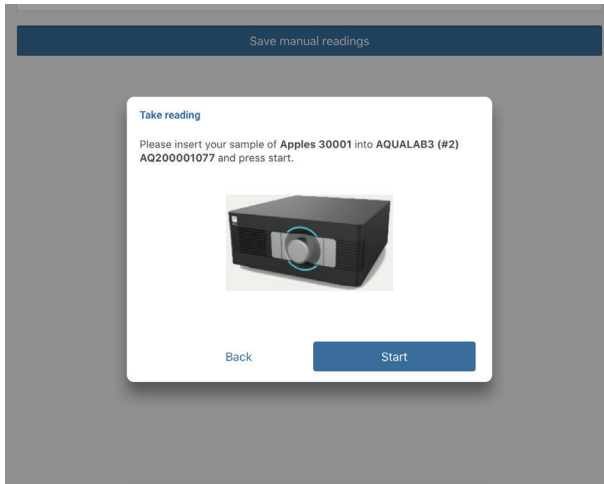 Save manual readings
Take reading
Please insert your sample of Apples 30001 into AQUALAB3 (#2)
AQ200001077 and press start.
Back
Start